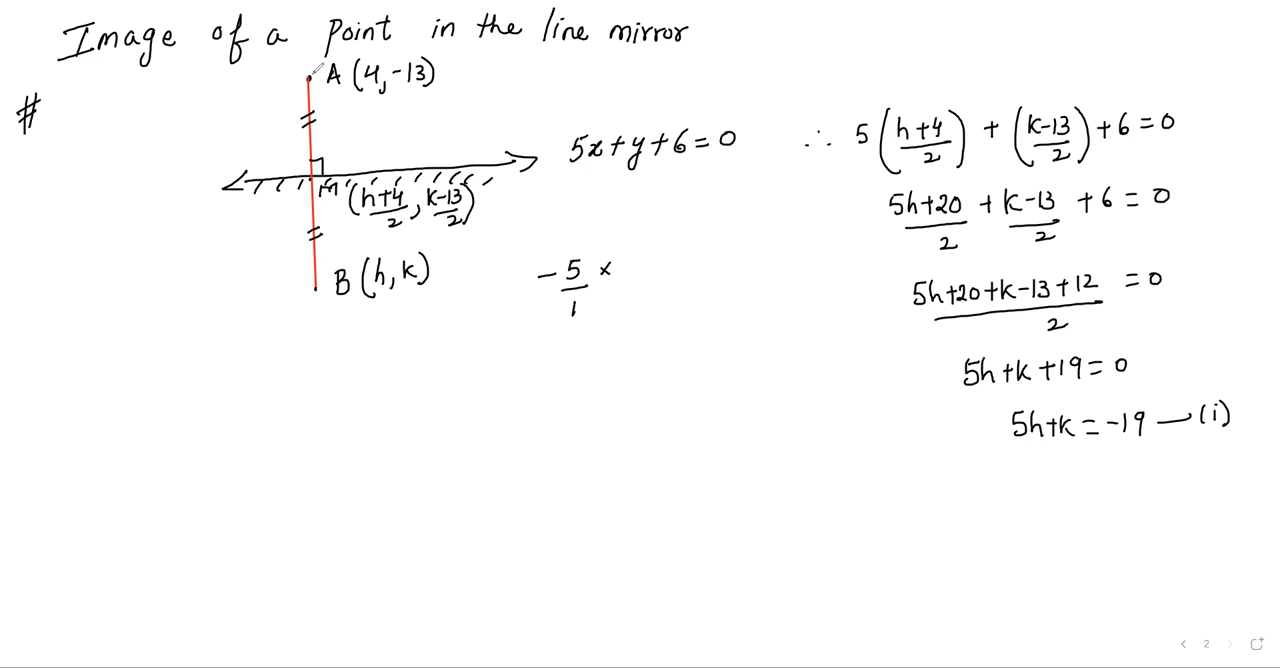 Image of a Point in the line mirror
#
A (4, -13)
5x + y + 6 = 0
M ((h+4)/2, (k-13)/2)
B (h, k)
-5/1 ×
∴ 5((h+4)/2) + ((k-13)/2) + 6 = 0
(5h+20)/2 + (k-13)/2 + 6 = 0
(5h+20+k-13+12)/2 = 0
5h + k + 19 = 0
5h + k = -19 — (i)
2